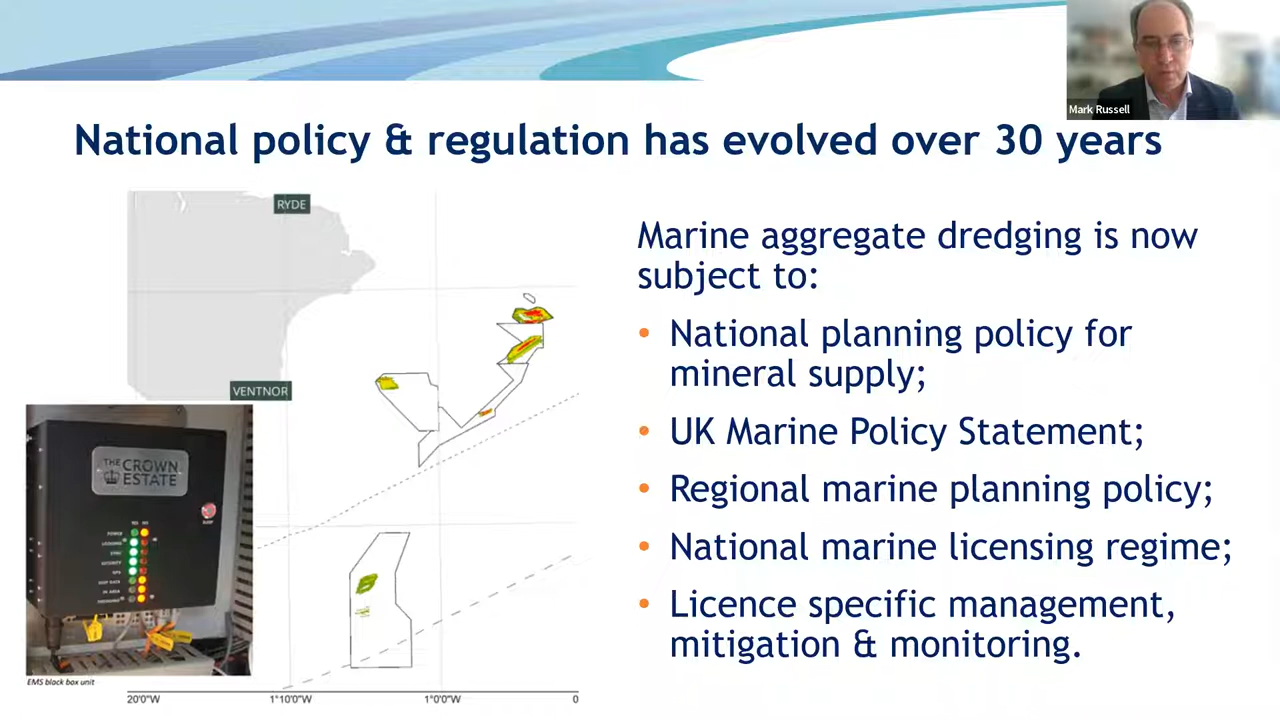 Mark Russell
National policy & regulation has evolved over 30 years
RYDE
VENTNOR
Marine aggregate dredging is now
subject to:
• National planning policy for
mineral supply;
• UK Marine Policy Statement;
• Regional marine planning policy;
• National marine licensing regime;
• Licence specific management,
mitigation & monitoring.
THE CROWN
ESTATE
POWER
EMS black box unit
20'0"W
1°10'0"W
1°0'0"W
0